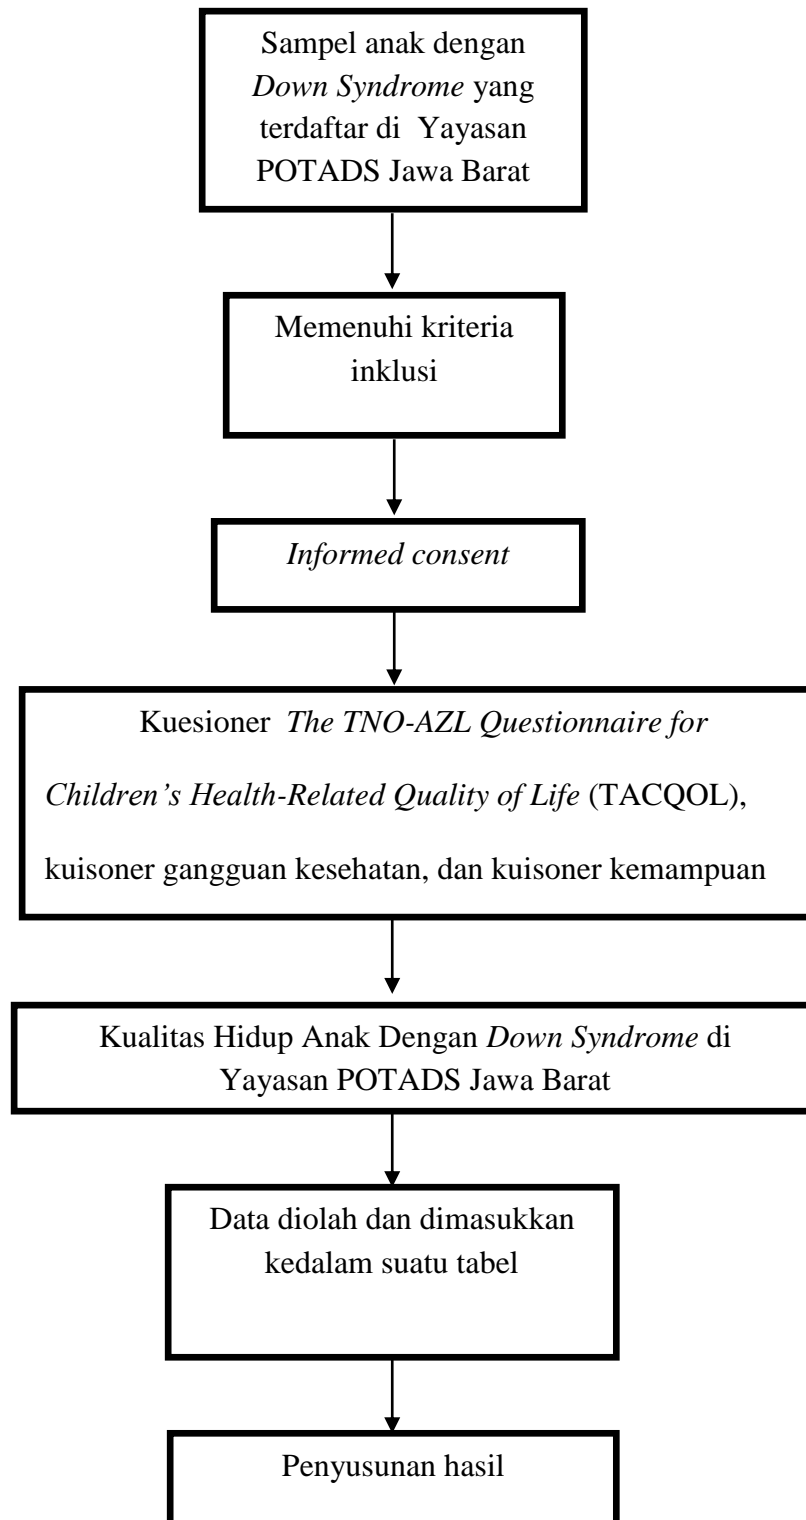 Sampel anak dengan
Down Syndrome yang
terdaftar di Yayasan
POTADS Jawa Barat
Memenuhi kriteria
inklusi
Informed consent
Kuesioner The TNO-AZL Questionnaire for
Children’s Health-Related Quality of Life (TACQOL),
kuisoner gangguan kesehatan, dan kuisoner kemampuan
Kualitas Hidup Anak Dengan Down Syndrome di
Yayasan POTADS Jawa Barat
Data diolah dan dimasukkan
kedalam suatu tabel
Penyusunan hasil